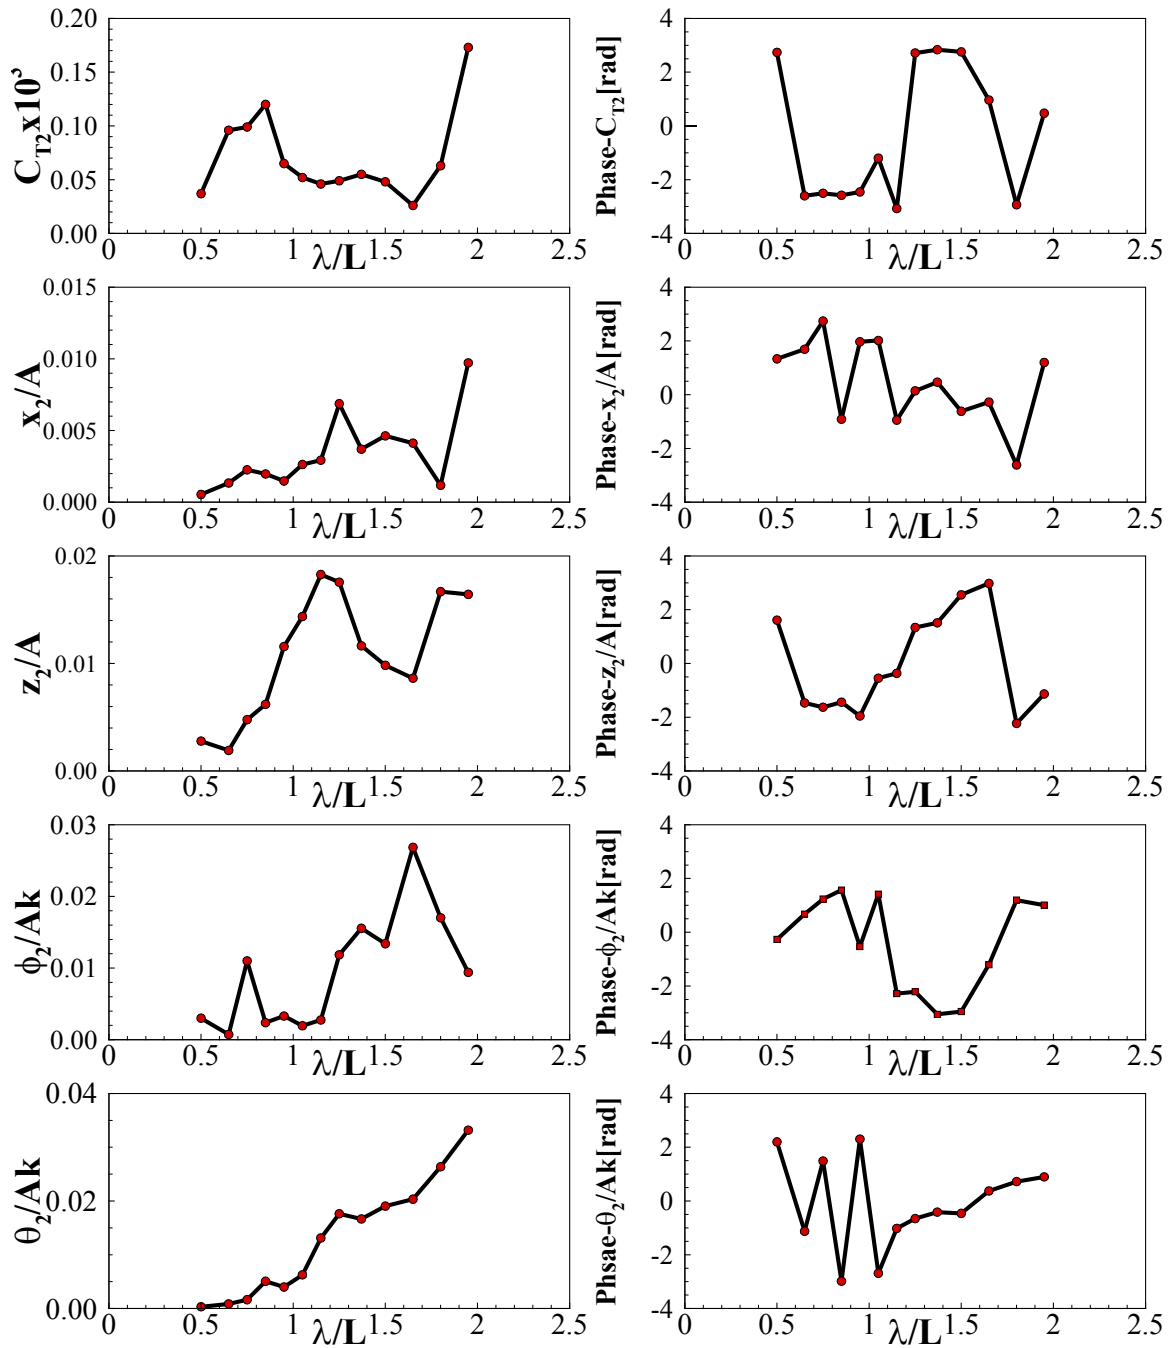 0.20
0.15
0.10
0.05
0.00
C_T2x10³
0 0.5 1 1.5 2 2.5
λ/L
4
2
0
-2
-4
Phase-C_T2[rad]
0 0.5 1 1.5 2 2.5
λ/L
0.015
0.010
0.005
0.000
x₂/A
0 0.5 1 1.5 2 2.5
λ/L
4
2
0
-2
-4
Phase-x₂/A[rad]
0 0.5 1 1.5 2 2.5
λ/L
0.02
0.01
0.00
z₂/A
0 0.5 1 1.5 2 2.5
λ/L
4
2
0
-2
-4
Phase-z₂/A[rad]
0 0.5 1 1.5 2 2.5
λ/L
0.03
0.02
0.01
0.00
ϕ₂/Ak
0 0.5 1 1.5 2 2.5
λ/L
4
2
0
-2
-4
Phase-ϕ₂/Ak[rad]
0 0.5 1 1.5 2 2.5
λ/L
0.04
0.02
0.00
θ₂/Ak
0 0.5 1 1.5 2 2.5
λ/L
4
2
0
-2
-4
Phsae-θ₂/Ak[rad]
0 0.5 1 1.5 2 2.5
λ/L